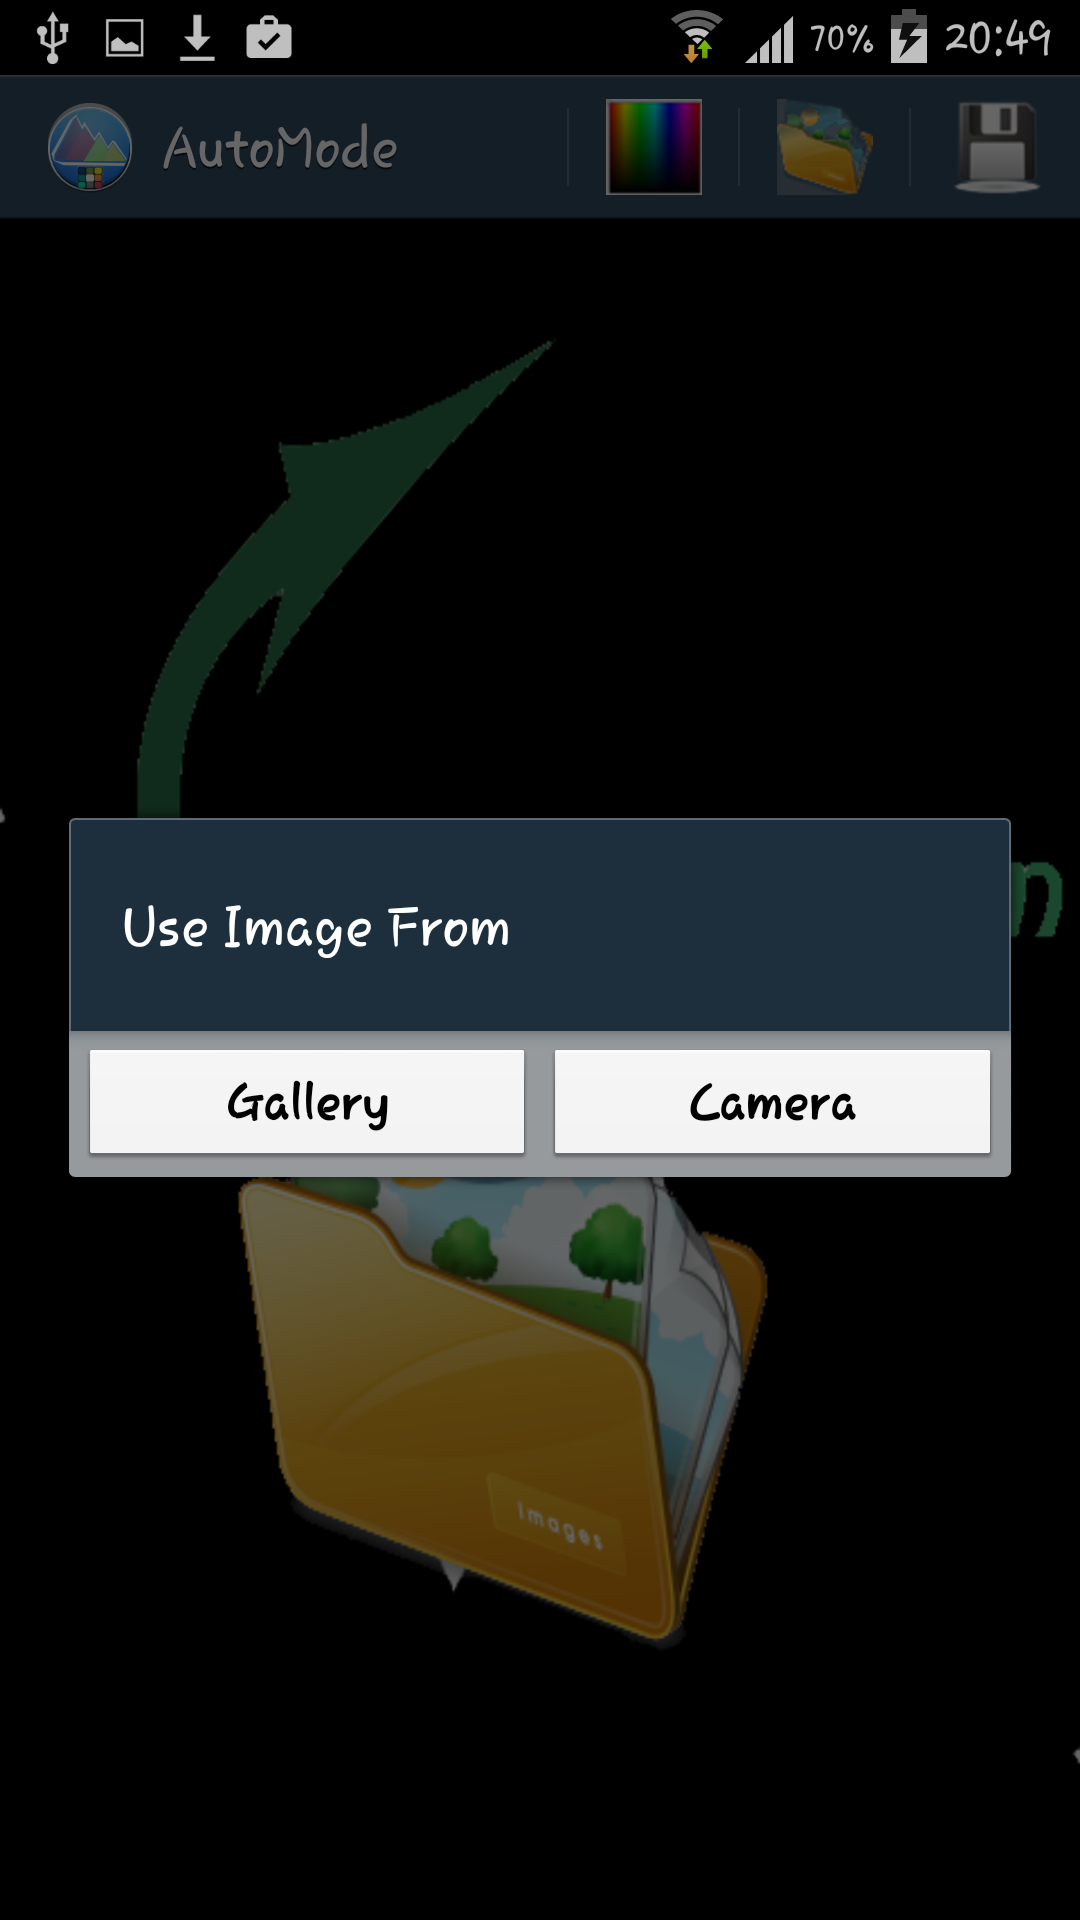 70% 20:49
AutoMode
n
Use Image From
Gallery Camera
Images